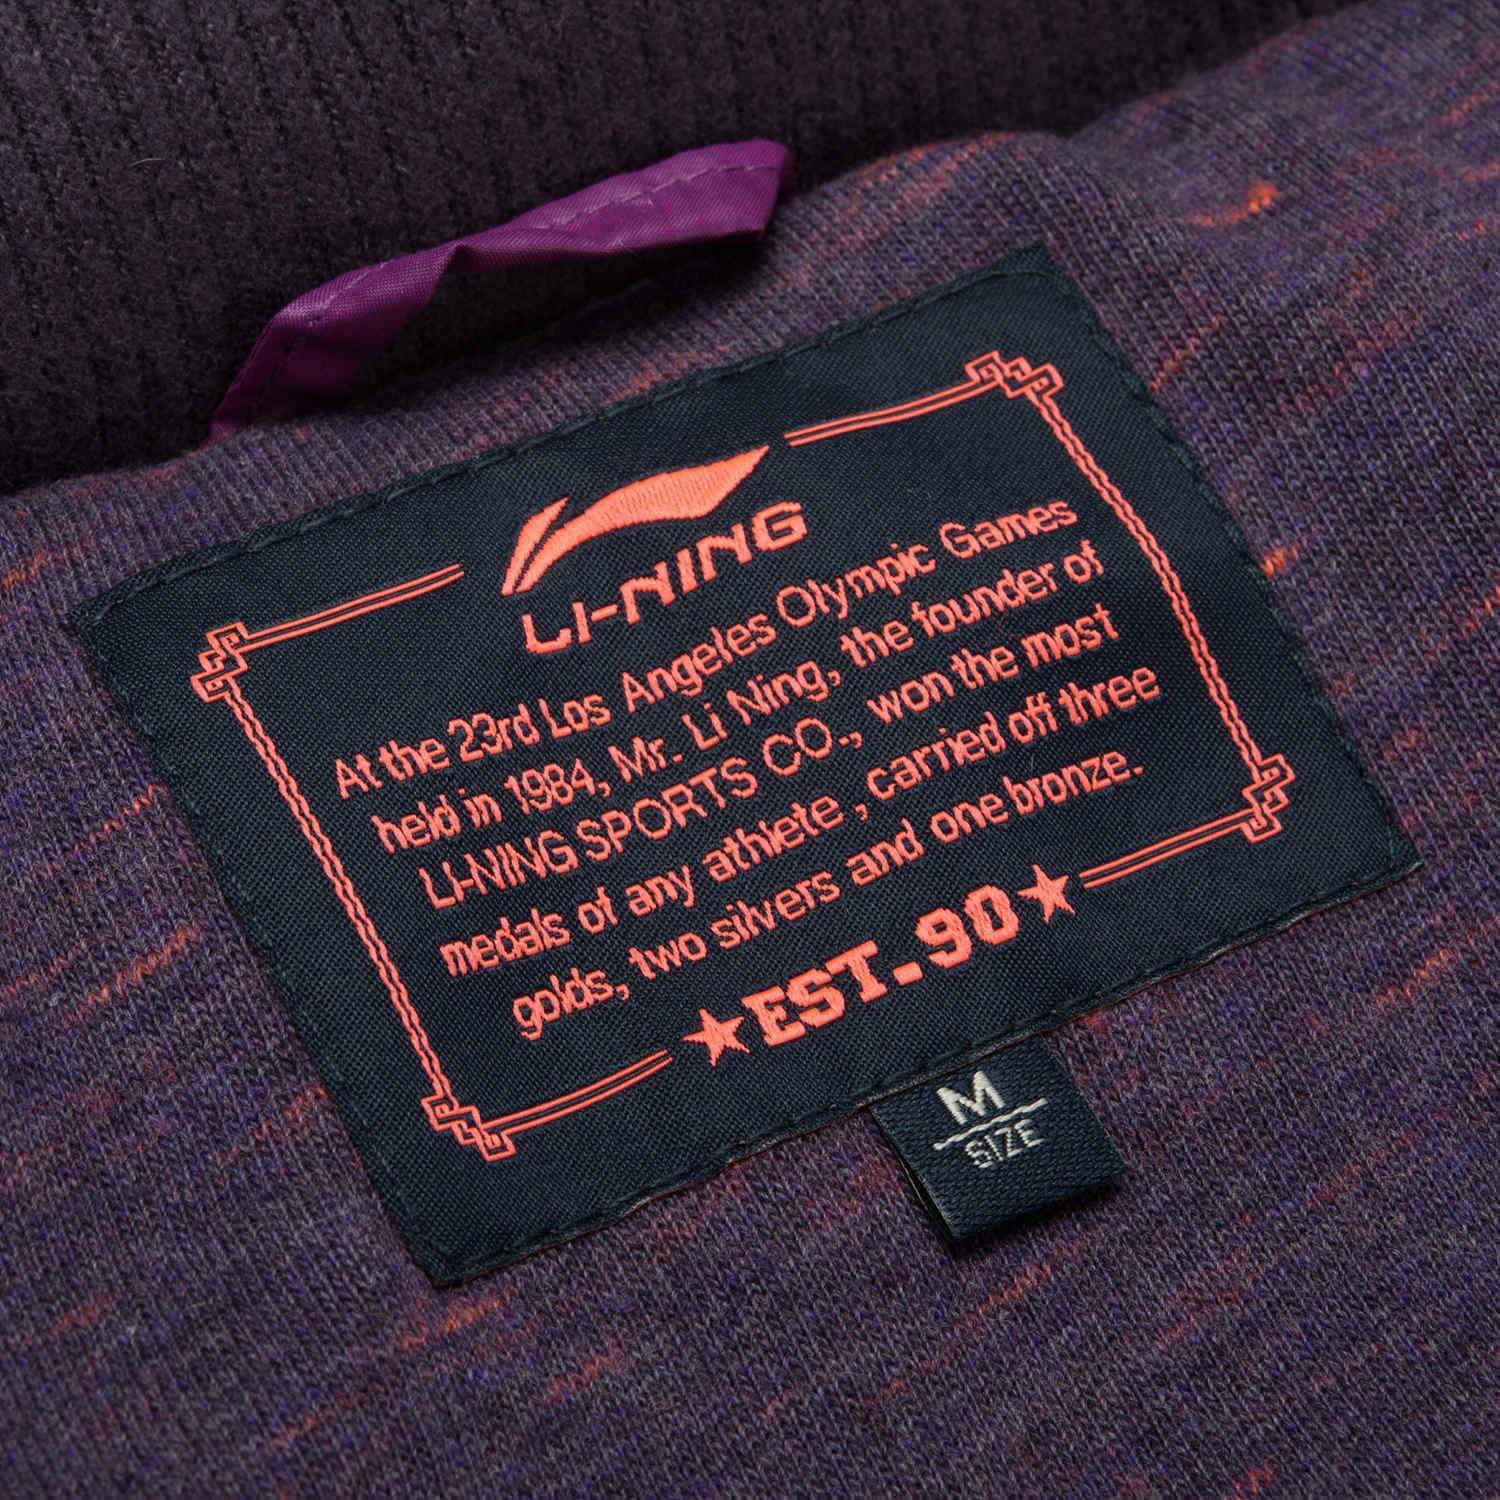 LI-NING
At the 23rd Los Angeles Olympic Games
held in 1984, Mr. Li Ning, the founder of
LI-NING SPORTS CO., won the most
medals of any athlete , carried off three
golds, two silvers and one bronze.
★EST.90★
M
SIZE